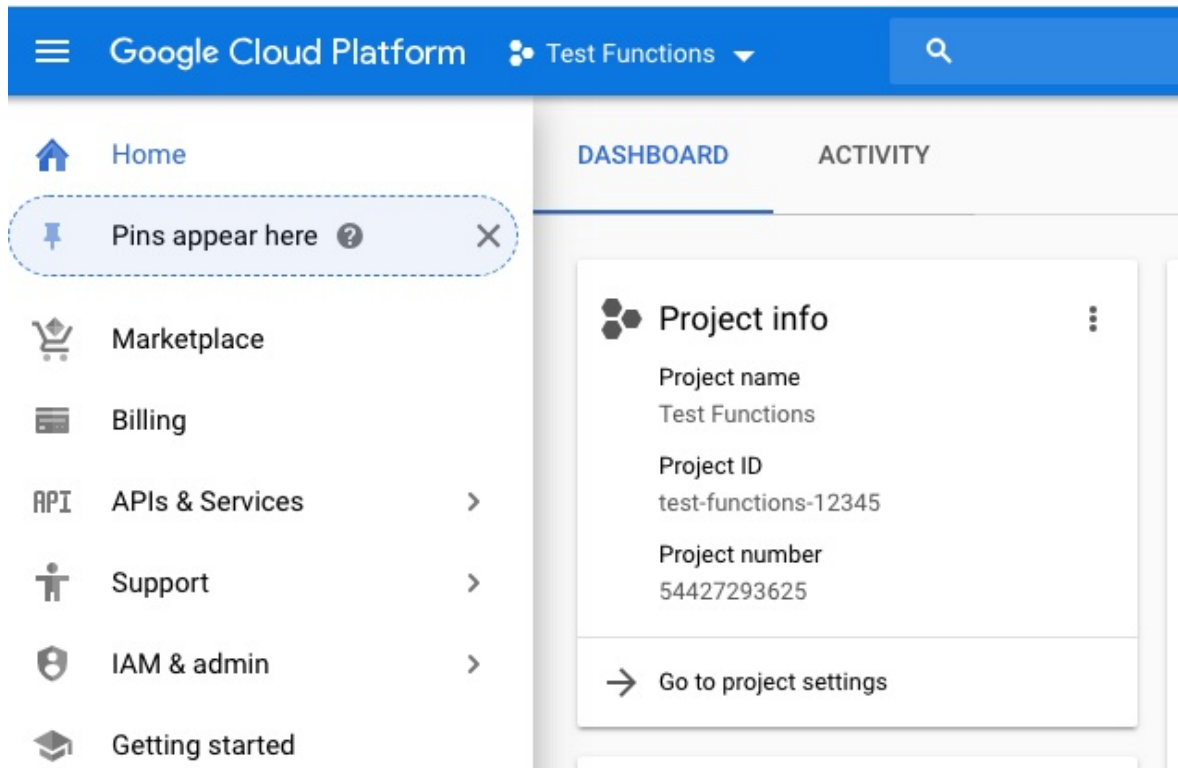 Google Cloud Platform Test Functions
Home
Pins appear here
Marketplace
Billing
API APIs & Services
Support
IAM & admin
Getting started
DASHBOARD ACTIVITY
Project info
Project name
Test Functions
Project ID
test-functions-12345
Project number
54427293625
Go to project settings